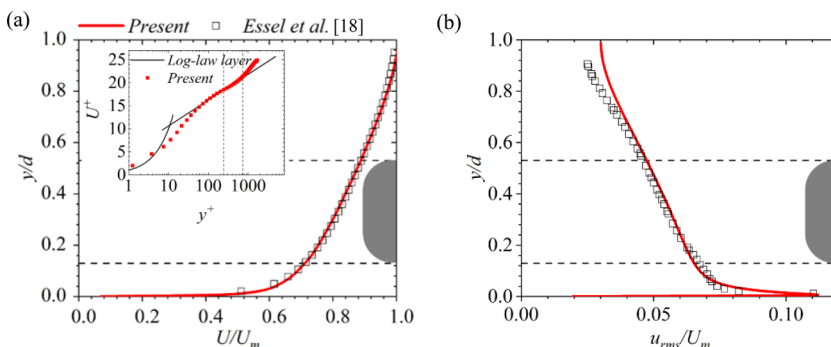 (a)
Present
Essel et al. [18]
(b)
1.0
0.8
0.6
0.4
0.2
0.0
y/d
25
20
15
10
5
0
U+
Log-law layer
Present
1
10
100
1000
y+
0.0
0.2
0.4
0.6
0.8
1.0
U/Um
1.0
0.8
0.6
0.4
0.2
0.0
y/d
0.00
0.05
0.10
urms/Um